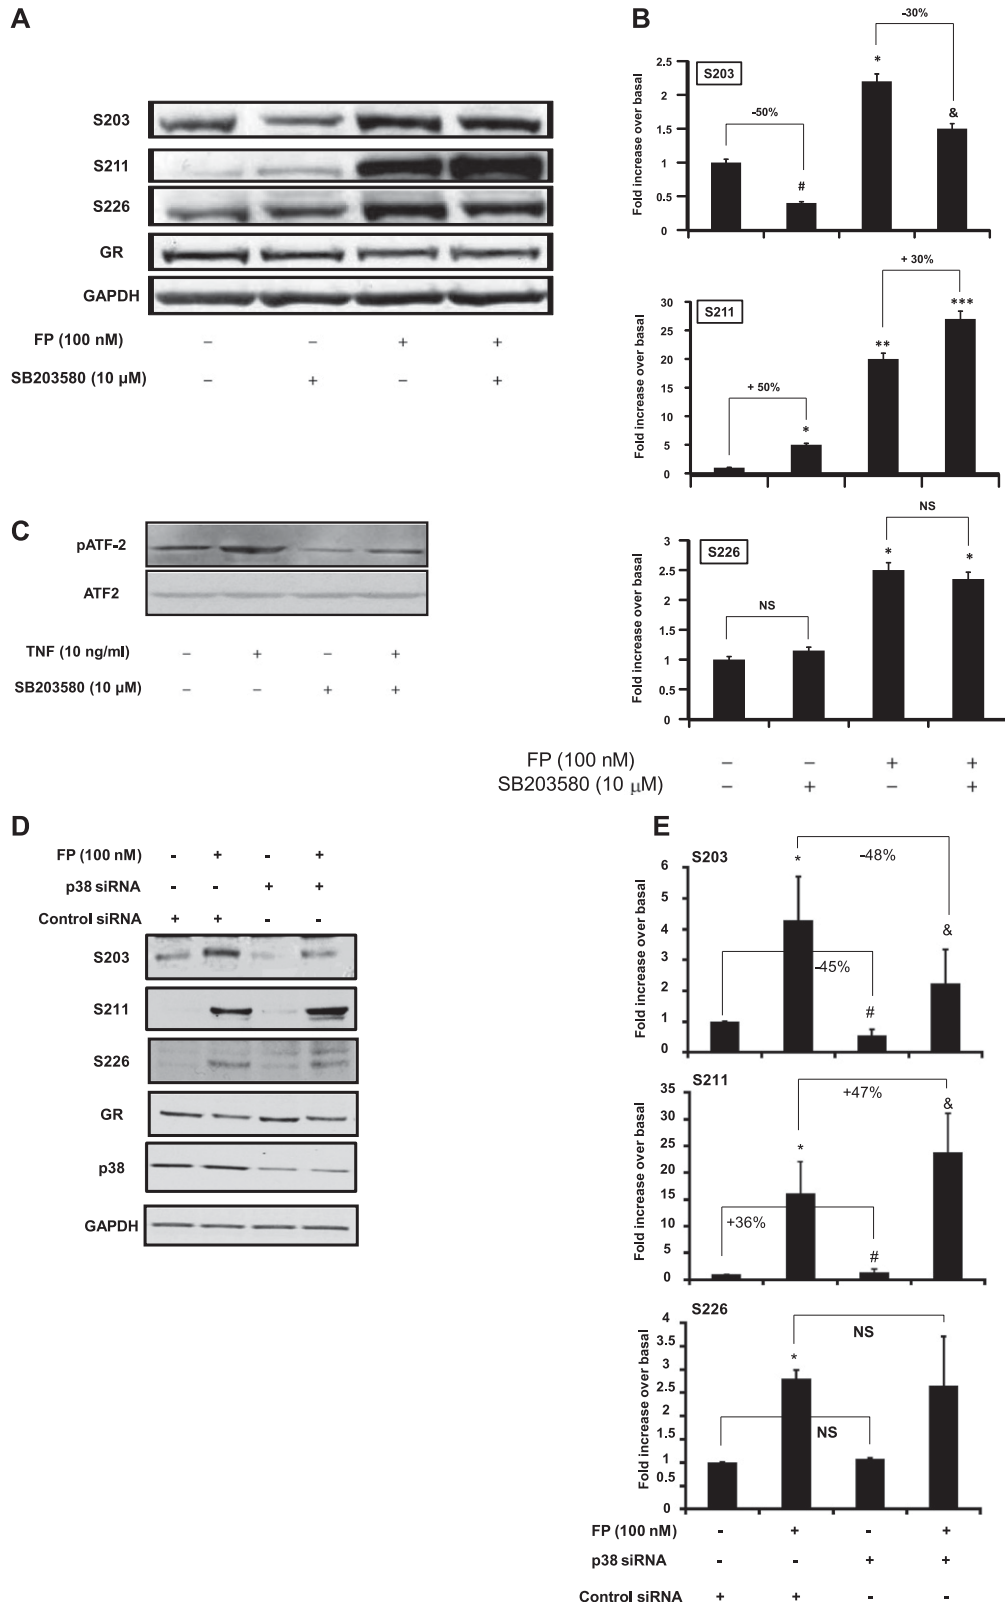 A
S203
S211
S226
GR
GAPDH
FP (100 nM) – – + +
SB203580 (10 µM) – + – +
B
S203
Fold increase over basal
2.5
2
1.5
1
0.5
0
-50%
-30%
#
*
&
S211
Fold increase over basal
30
25
20
15
10
5
0
+ 50%
+ 30%
*
**
***
S226
Fold increase over basal
3
2.5
2
1.5
1
0.5
0
NS
NS
*
*
FP (100 nM) – – + +
SB203580 (10 µM) – + – +
C
pATF-2
ATF2
TNF (10 ng/ml) – + – +
SB203580 (10 µM) – – + +
D
FP (100 nM) - + - +
p38 siRNA - - + +
Control siRNA + + - -
S203
S211
S226
GR
p38
GAPDH
E
S203
Fold increase over basal
6
5
4
3
2
1
0
-48%
-45%
*
#
&
S211
Fold increase over basal
35
30
25
20
15
10
5
0
+47%
+36%
*
#
&
S226
Fold increase over basal
4
3.5
3
2.5
2
1.5
1
0.5
0
NS
NS
*
FP (100 nM) - + - +
p38 siRNA - - + +
Control siRNA + + - -